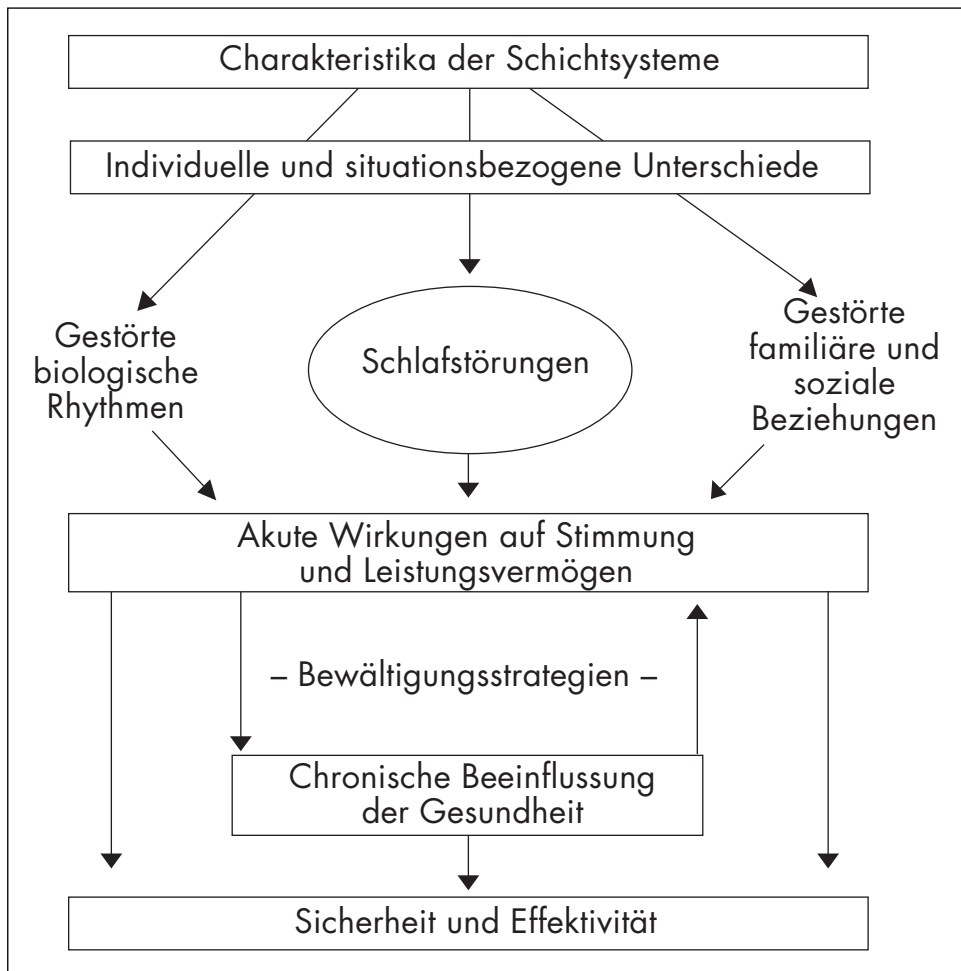 Charakteristika der Schichtsysteme
Individuelle und situationsbezogene Unterschiede
Gestörte
biologische
Rhythmen
Schlafstörungen
Gestörte
familiäre und
soziale
Beziehungen
Akute Wirkungen auf Stimmung
und Leistungsvermögen
– Bewältigungsstrategien –
Chronische Beeinflussung
der Gesundheit
Sicherheit und Effektivität